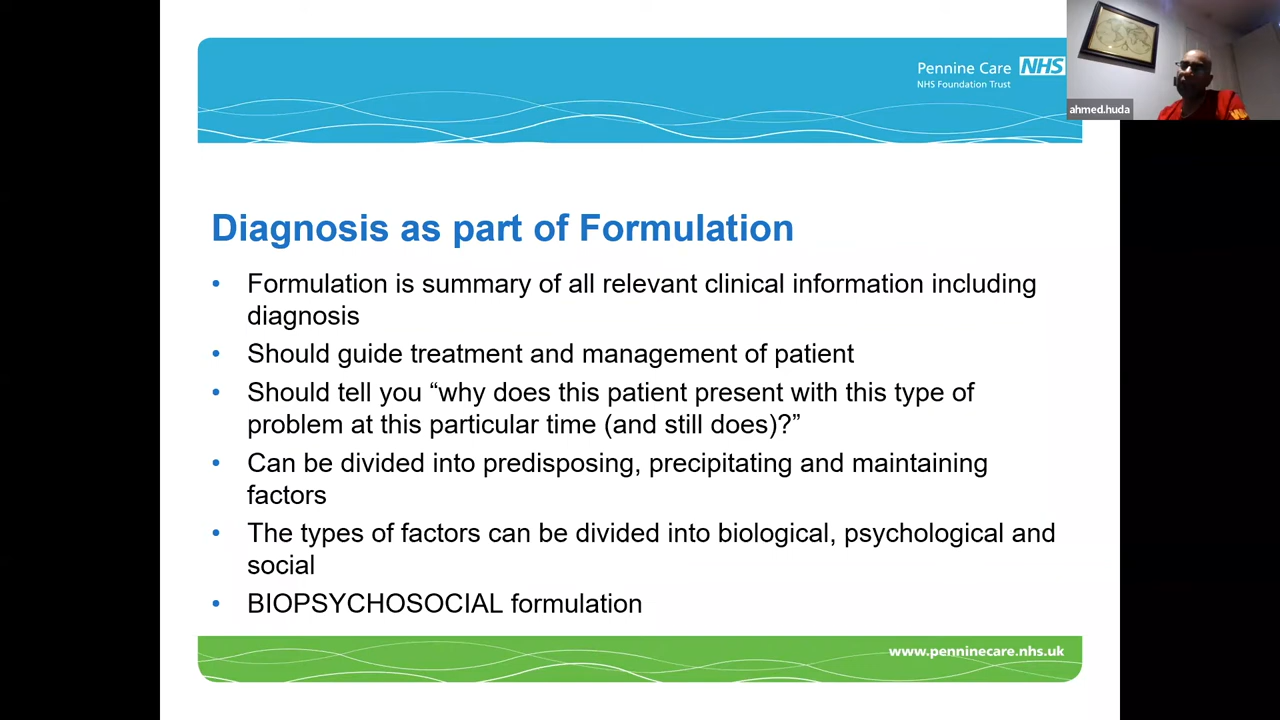 Pennine Care NHS
NHS Foundation Trust
ahmed.huda
Diagnosis as part of Formulation
• Formulation is summary of all relevant clinical information including
diagnosis
• Should guide treatment and management of patient
• Should tell you “why does this patient present with this type of
problem at this particular time (and still does)?”
• Can be divided into predisposing, precipitating and maintaining
factors
• The types of factors can be divided into biological, psychological and
social
• BIOPSYCHOSOCIAL formulation
www.penninecare.nhs.uk